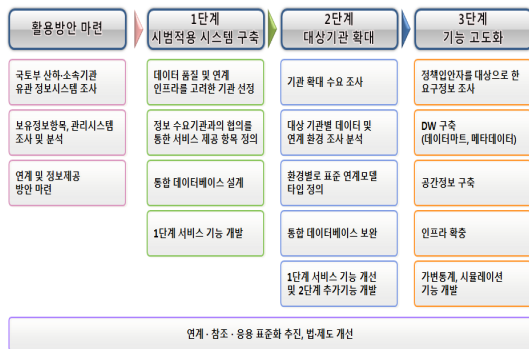 활용방안 마련
국토부 산하·소속기관
유관 정보시스템 조사
보유정보항목, 관리시스템
조사 및 분석
연계 및 정보제공
방안 마련
1단계
시범적용 시스템 구축
데이터 품질 및 연계
인프라를 고려한 기관 선정
정보 수요기관과의 협의를
통한 서비스 제공 항목 정의
통합 데이터베이스 설계
1단계 서비스 기능 개발
2단계
대상기관 확대
기관 확대 수요 조사
대상 기관별 데이터 및
연계 환경 조사 분석
환경별로 표준 연계모델
타입 정의
통합 데이터베이스 보완
1단계 서비스 기능 개선
및 2단계 추가기능 개발
3단계
기능 고도화
정책입안자를 대상으로 한
요구정보 조사
DW 구축
(데이터마트, 메타데이터)
공간정보 구축
인프라 확충
가변통계, 시뮬레이션
기능 개발
연계·참조·응용 표준화 추진, 법·제도 개선